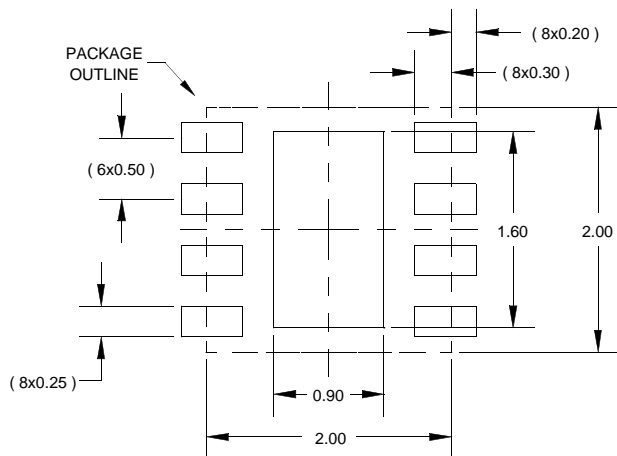 ( 8x0.20 )
PACKAGE
OUTLINE
( 8x0.30 )
( 6x0.50 )
1.60
2.00
( 8x0.25 )
0.90
2.00